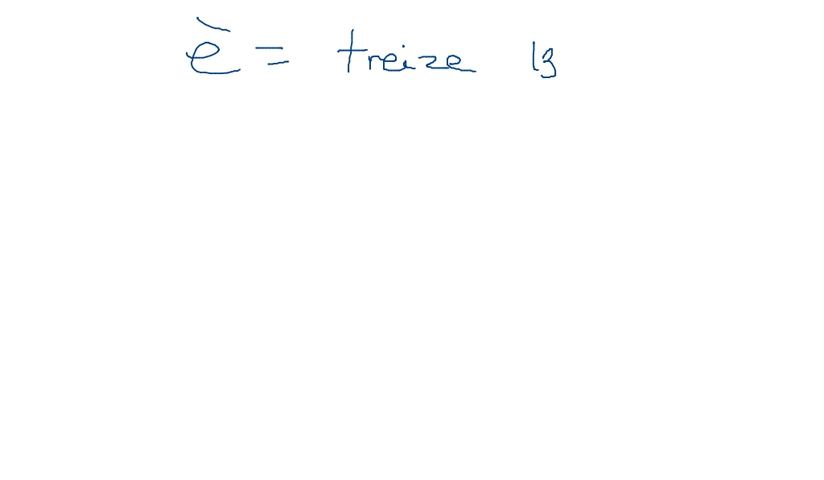 è = treize 13